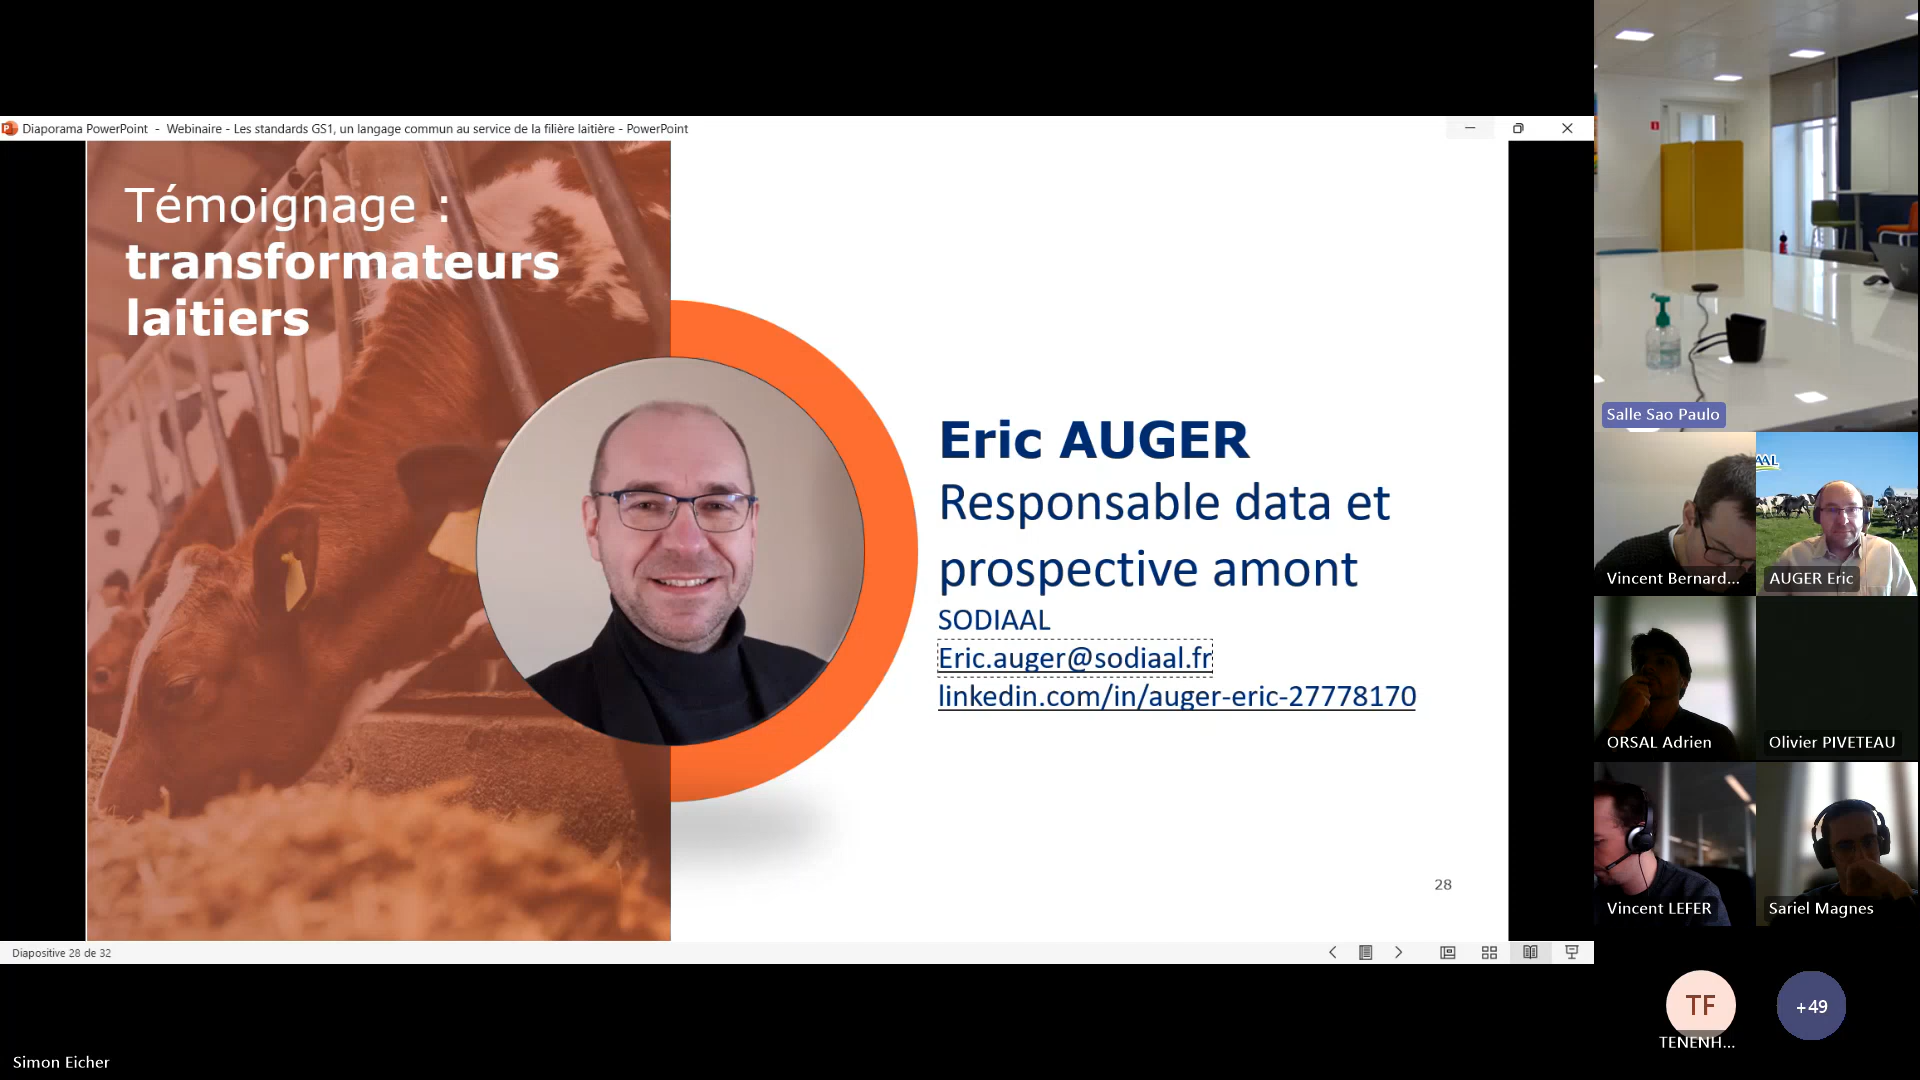 Diaporama PowerPoint - Webinaire - Les standards GS1, un langage commun au service de la filière laitière - PowerPoint
Témoignage :
transformateurs
laitiers
Eric AUGER
Responsable data et
prospective amont
SODIAAL
Eric.auger@sodiaal.fr
linkedin.com/in/auger-eric-27778170
28
Diapositive 28 de 32
Simon Eicher
Salle Sao Paulo
Vincent Bernard...
AAL
AUGER Eric
ORSAL Adrien
Olivier PIVETEAU
Vincent LEFER
Sariel Magnes
TF
TENENH...
+49